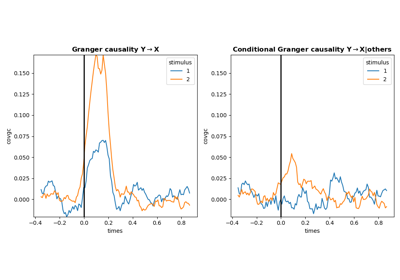 Granger causality Y→X
stimulus
1
2
0.150
0.125
0.100
0.075
0.050
0.025
0.000
covgc
−0.4 −0.2 0.0 0.2 0.4 0.6 0.8
times
Conditional Granger causality Y→X|others
stimulus
1
2
0.150
0.125
0.100
0.075
0.050
0.025
0.000
covgc
−0.4 −0.2 0.0 0.2 0.4 0.6 0.8
times